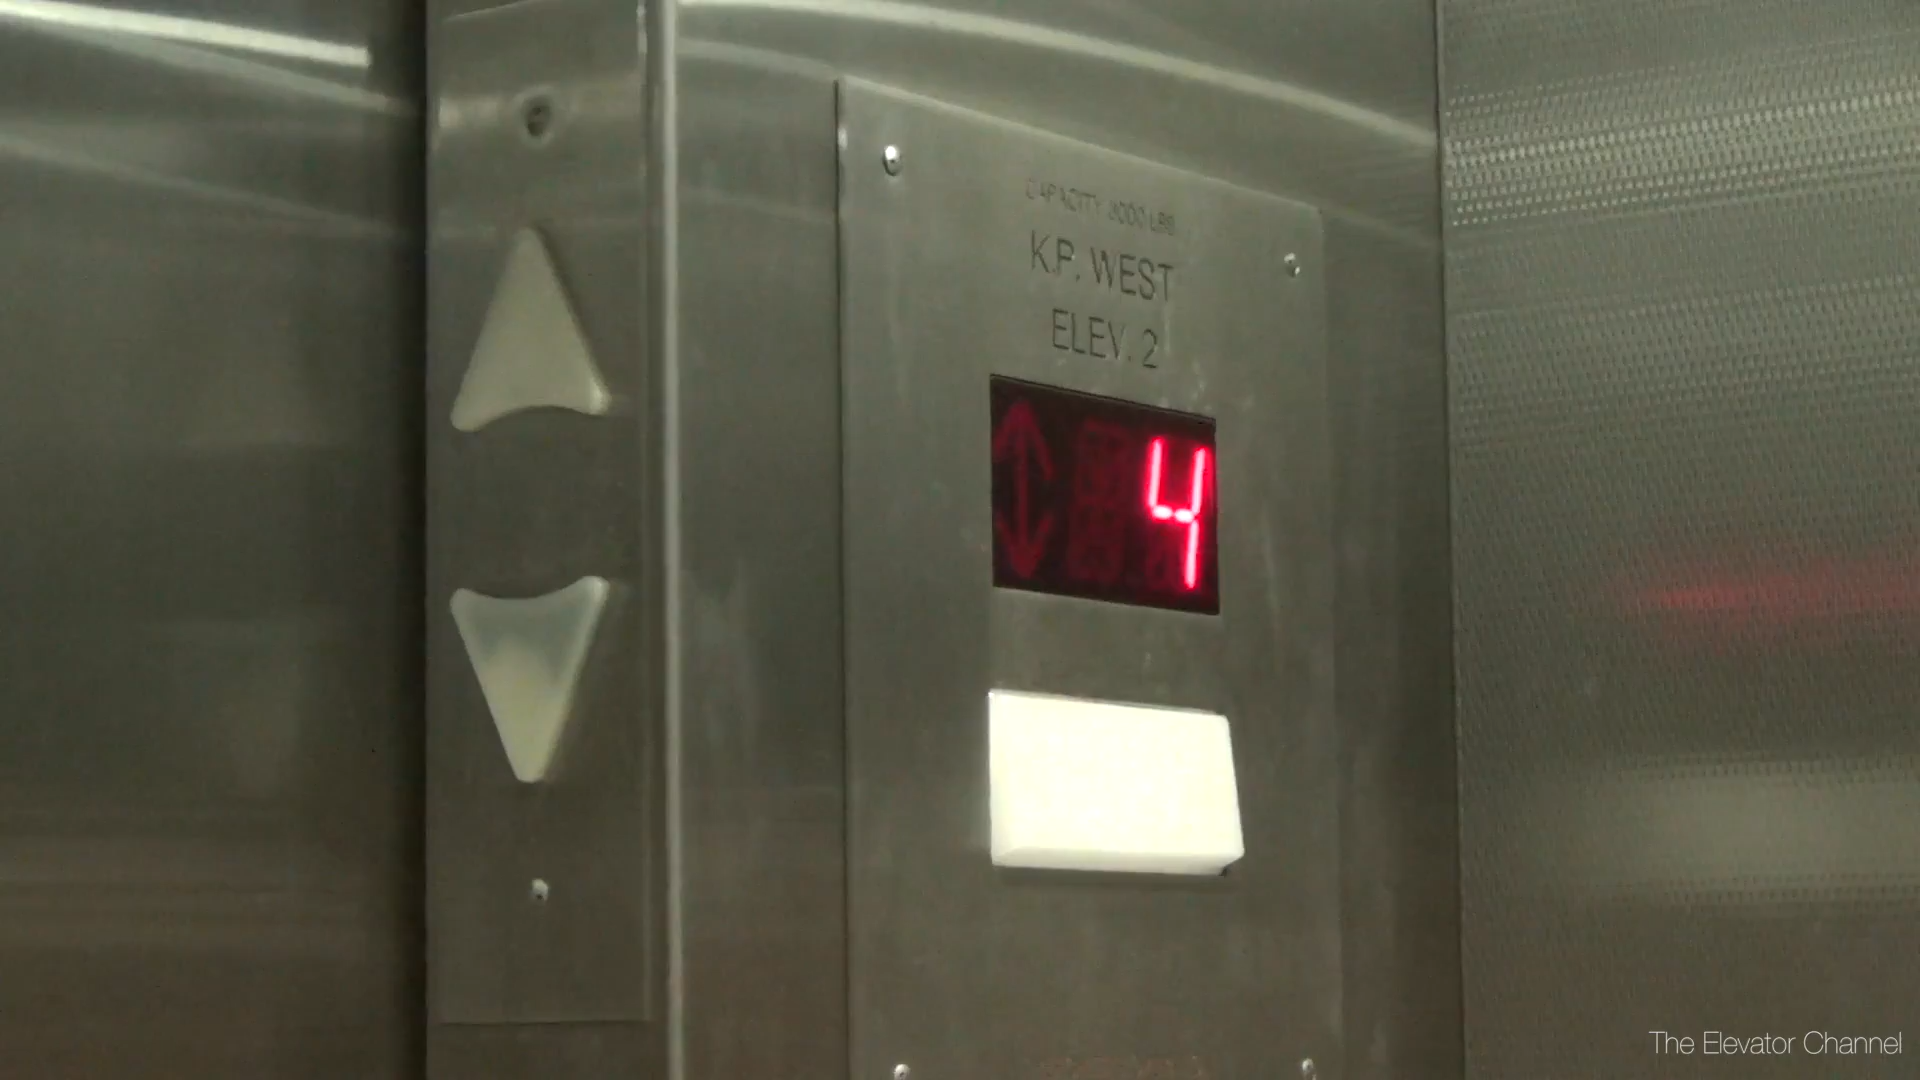 CAPACITY 3000 LBS
K.P. WEST
ELEV. 2
4
The Elevator Channel